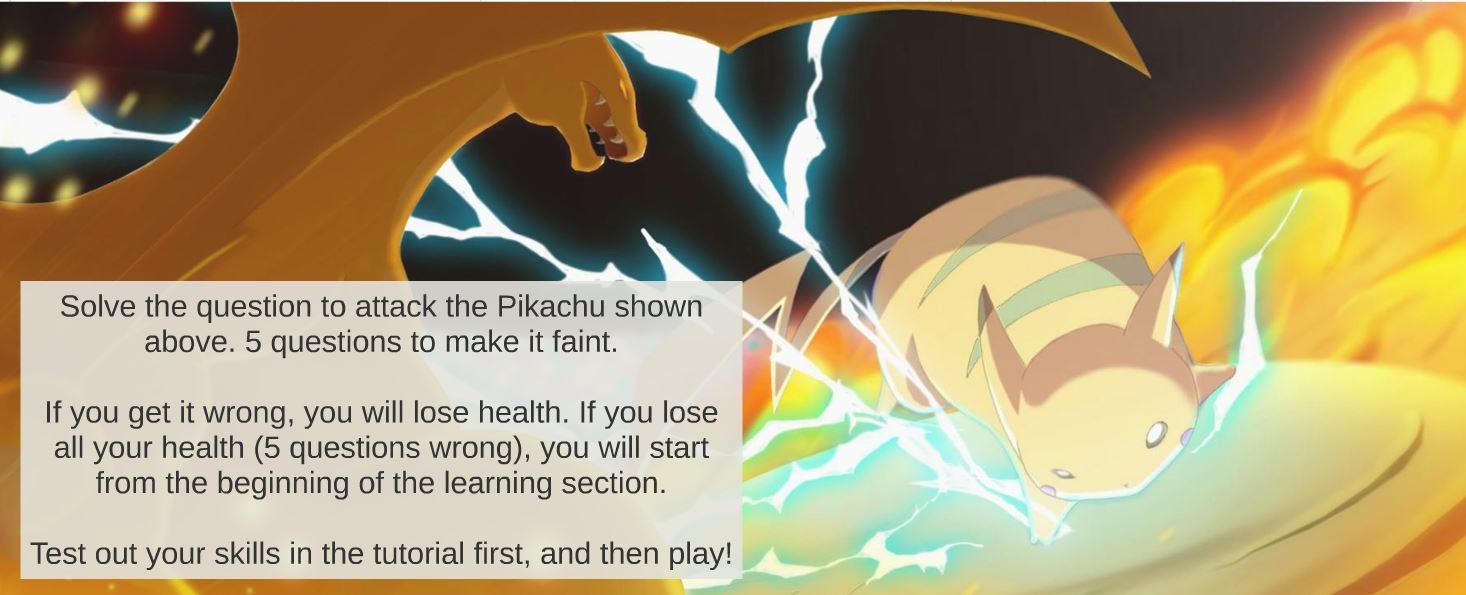 Solve the question to attack the Pikachu shown
above. 5 questions to make it faint.
If you get it wrong, you will lose health. If you lose
all your health (5 questions wrong), you will start
from the beginning of the learning section.
Test out your skills in the tutorial first, and then play!